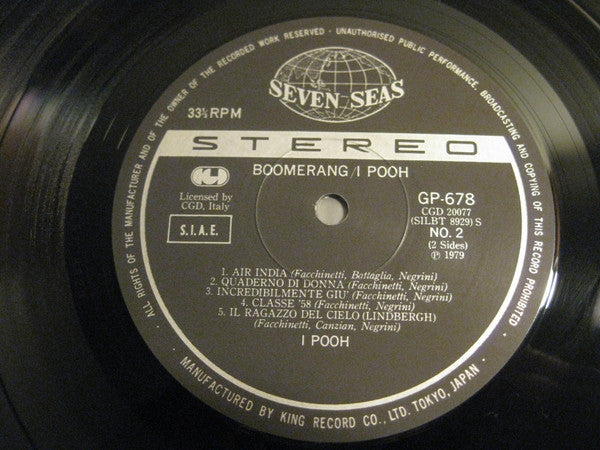 ALL RIGHTS OF THE MANUFACTURER AND OF THE OWNER OF THE RECORDED WORK RESERVED · UNAUTHORISED PUBLIC PERFORMANCE, BROADCASTING AND COPYING OF THIS RECORD PROHIBITED ·
SEVEN SEAS
33⅓ RPM
STEREO
BOOMERANG/I POOH
Licensed by
CGD, Italy
S.I.A.E.
GP-678
CGD 20077
(SILBT 8929) S
NO. 2
(2 Sides)
Ⓟ 1979
1. AIR INDIA (Facchinetti, Battaglia, Negrini)
2. QUADERNO DI DONNA (Facchinetti, Negrini)
3. INCREDIBILMENTE GIU' (Facchinetti, Negrini)
4. CLASSE '58 (Facchinetti, Negrini)
5. IL RAGAZZO DEL CIELO (LINDBERGH)
(Facchinetti, Canzian, Negrini)
I POOH
MANUFACTURED BY KING RECORD CO., LTD. TOKYO, JAPAN.